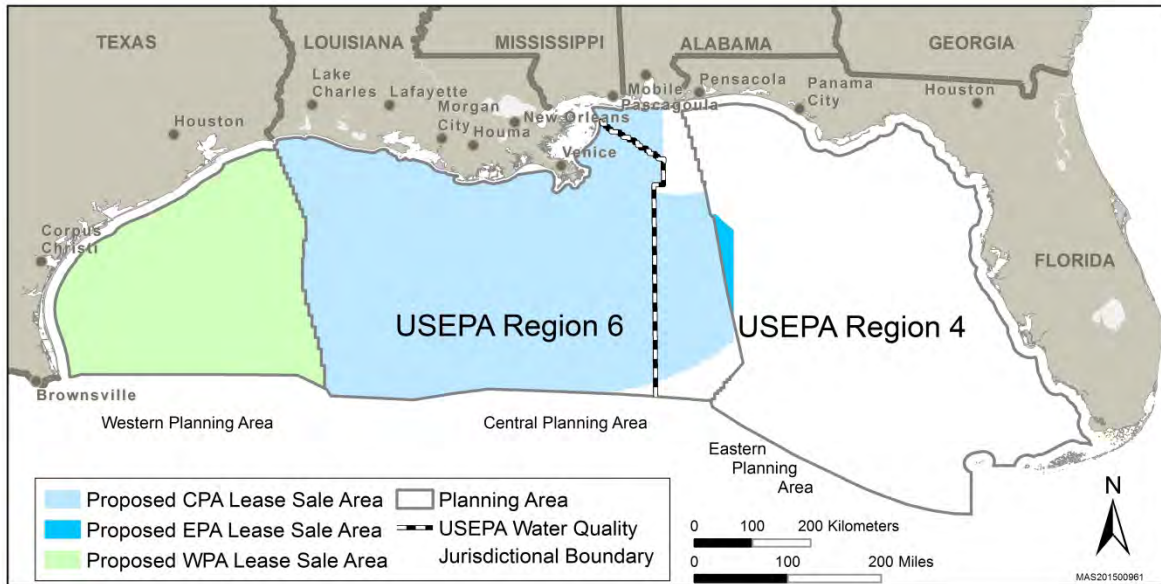 TEXAS
LOUISIANA
MISSISSIPPI
ALABAMA
GEORGIA
Lake
Charles
Lafayette
Morgan
City
Houma
New Orleans
Venice
Mobile
Pascagoula
Pensacola
Panama
City
Houston
Houston
Corpus
Christi
Brownsville
FLORIDA
USEPA Region 6
USEPA Region 4
Western Planning Area
Central Planning Area
Eastern
Planning
Area
Proposed CPA Lease Sale Area
Proposed EPA Lease Sale Area
Proposed WPA Lease Sale Area
Planning Area
USEPA Water Quality
Jurisdictional Boundary
0 100 200 Kilometers
0 100 200 Miles
N
MAS201500961